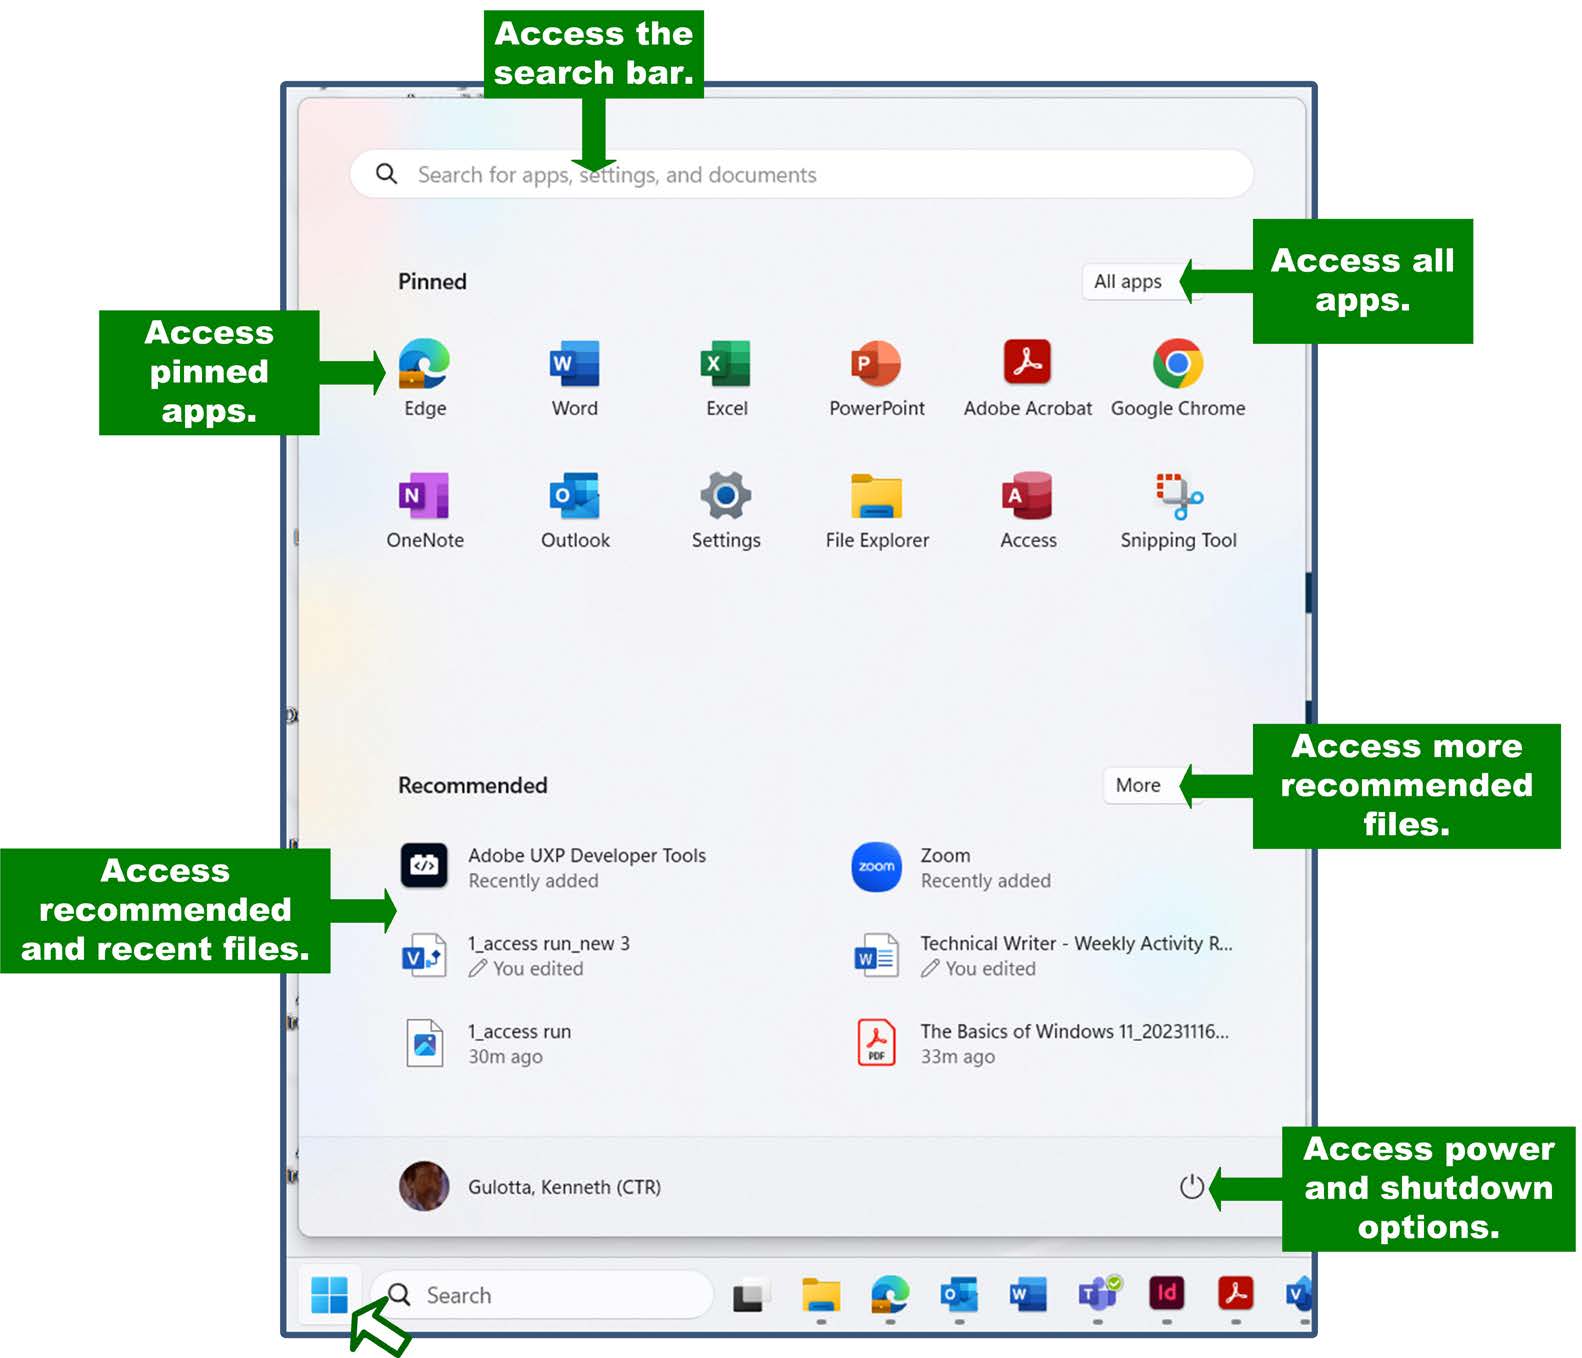 Access the
search bar.
Search for apps, settings, and documents
Pinned
All apps
Access all
apps.
Access
pinned
apps.
Edge
Word
Excel
PowerPoint
Adobe Acrobat
Google Chrome
OneNote
Outlook
Settings
File Explorer
Access
Snipping Tool
Recommended
More
Access more
recommended
files.
Access
recommended
and recent files.
Adobe UXP Developer Tools
Recently added
zoom
Zoom
Recently added
1_access run_new 3
You edited
Technical Writer - Weekly Activity R...
You edited
1_access run
30m ago
PDF
The Basics of Windows 11_20231116...
33m ago
Gulotta, Kenneth (CTR)
Access power
and shutdown
options.
Search